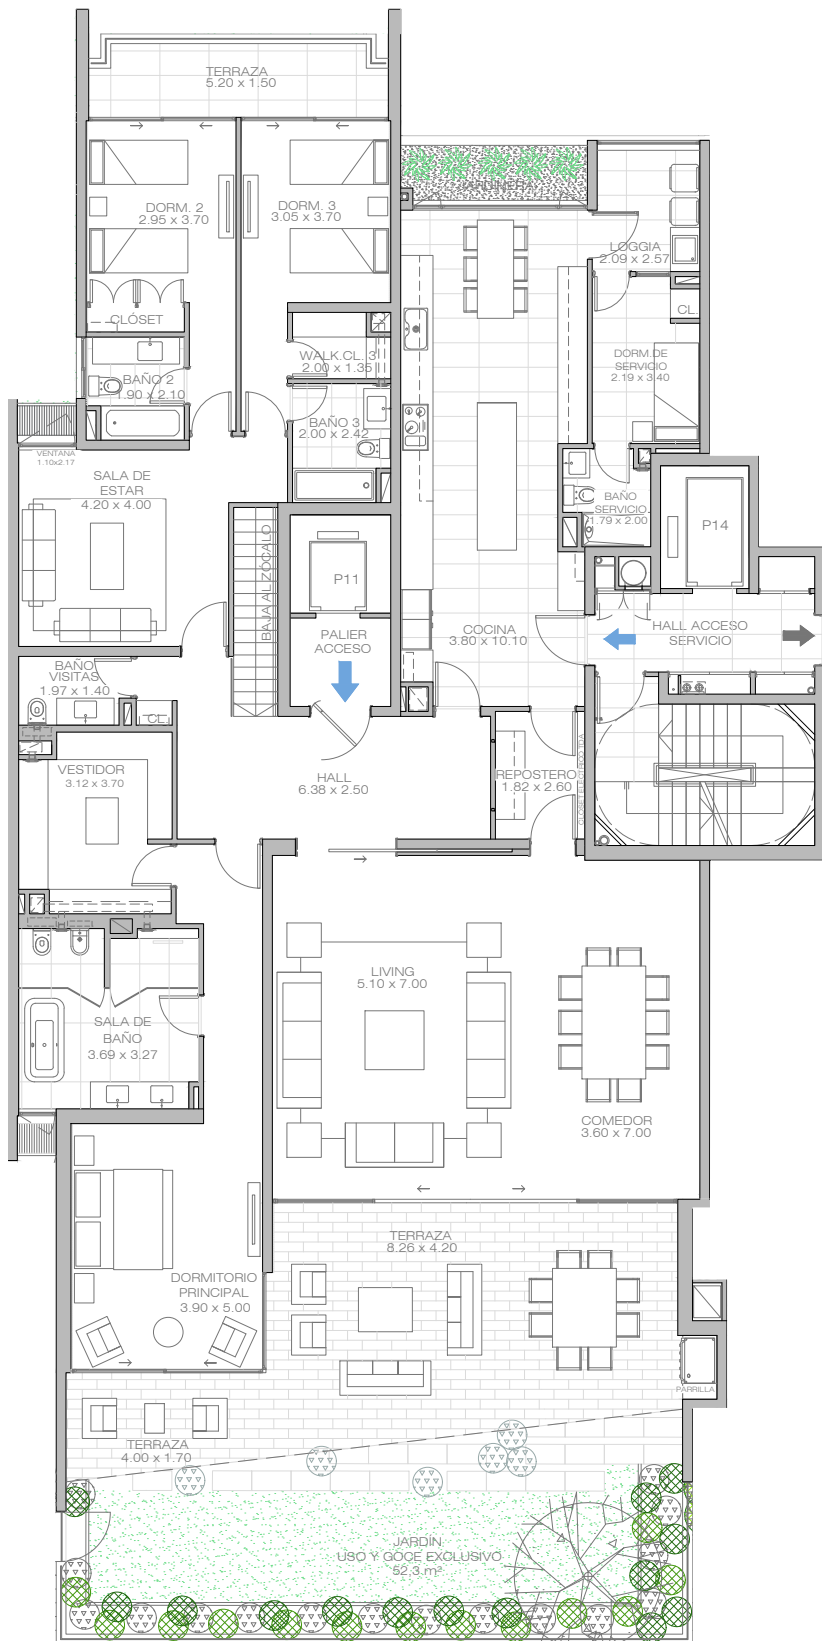 TERRAZA
5.20 x 1.50
DORM. 2
2.95 x 3.70
DORM. 3
3.05 x 3.70
JARDINERA
LOGGIA
2.09 x 2.57
CLÓSET
CL.
WALK.CL. 3
2.00 x 1.35
DORM.DE
SERVICIO
2.19 x 3.40
BAÑO 2
1.90 x 2.10
BAÑO 3
2.00 x 2.42
VENTANA
1.10x2.17
SALA DE
ESTAR
4.20 x 4.00
BAÑO
SERVICIO
1.79 x 2.00
P14
BAJA AL ZÓCALO
P11
PALIER
ACCESO
COCINA
3.80 x 10.10
HALL ACCESO
SERVICIO
BAÑO
VISITAS
1.97 x 1.40
CL.
VESTIDOR
3.12 x 3.70
HALL
6.38 x 2.50
REPOSTERO
1.82 x 2.60
CLOSET ELECTRICO TDA
LIVING
5.10 x 7.00
SALA DE
BAÑO
3.69 x 3.27
COMEDOR
3.60 x 7.00
TERRAZA
8.26 x 4.20
DORMITORIO
PRINCIPAL
3.90 x 5.00
PARRILLA
TERRAZA
4.00 x 1.70
JARDIN
USO Y GOCE EXCLUSIVO
52,3 m²